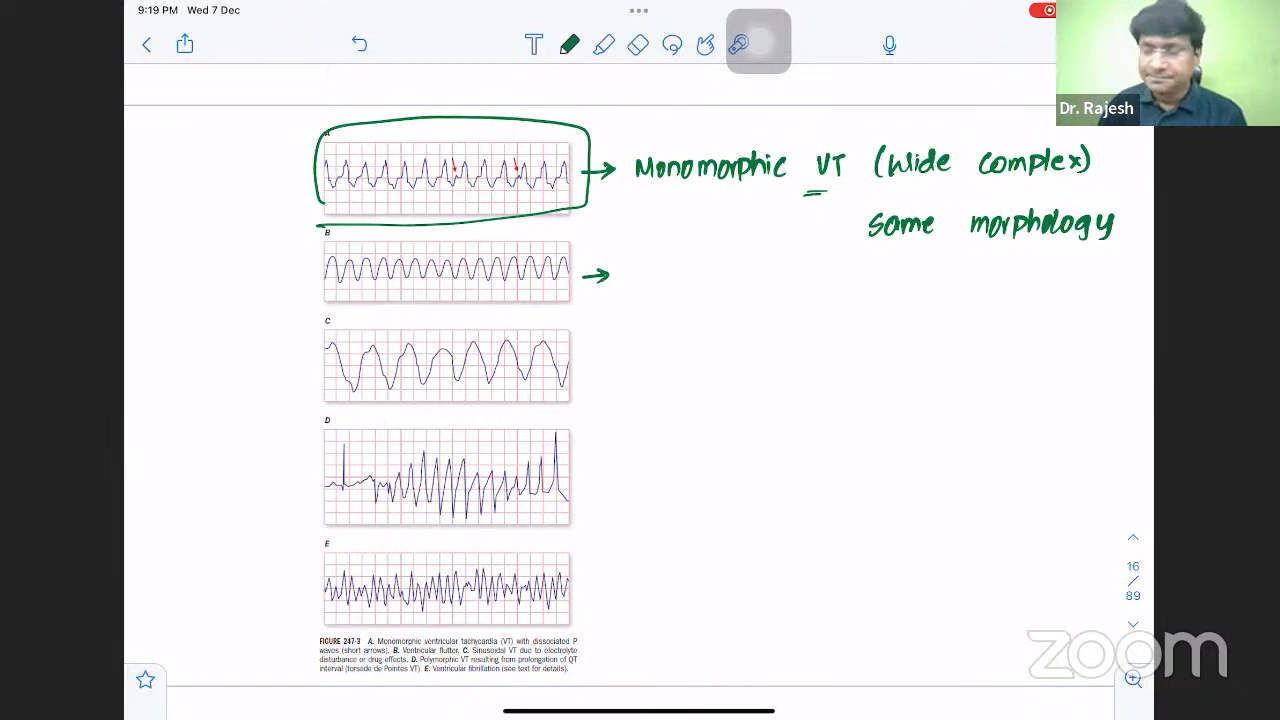 9:19 PM Wed 7 Dec
T
Dr. Rajesh
A
Monomorphic VT (Wide Complex)
Same morphology
B
C
D
E
16
/
89
FIGURE 247-3 A. Monomorphic ventricular tachycardia (VT) with dissociated P
waves (short arrows). B. Ventricular flutter. C. Sinusoidal VT due to electrolyte
disturbance or drug effects. D. Polymorphic VT resulting from prolongation of QT
interval (torsade de Pointes VT). E. Ventricular fibrillation (see text for details).
zoom